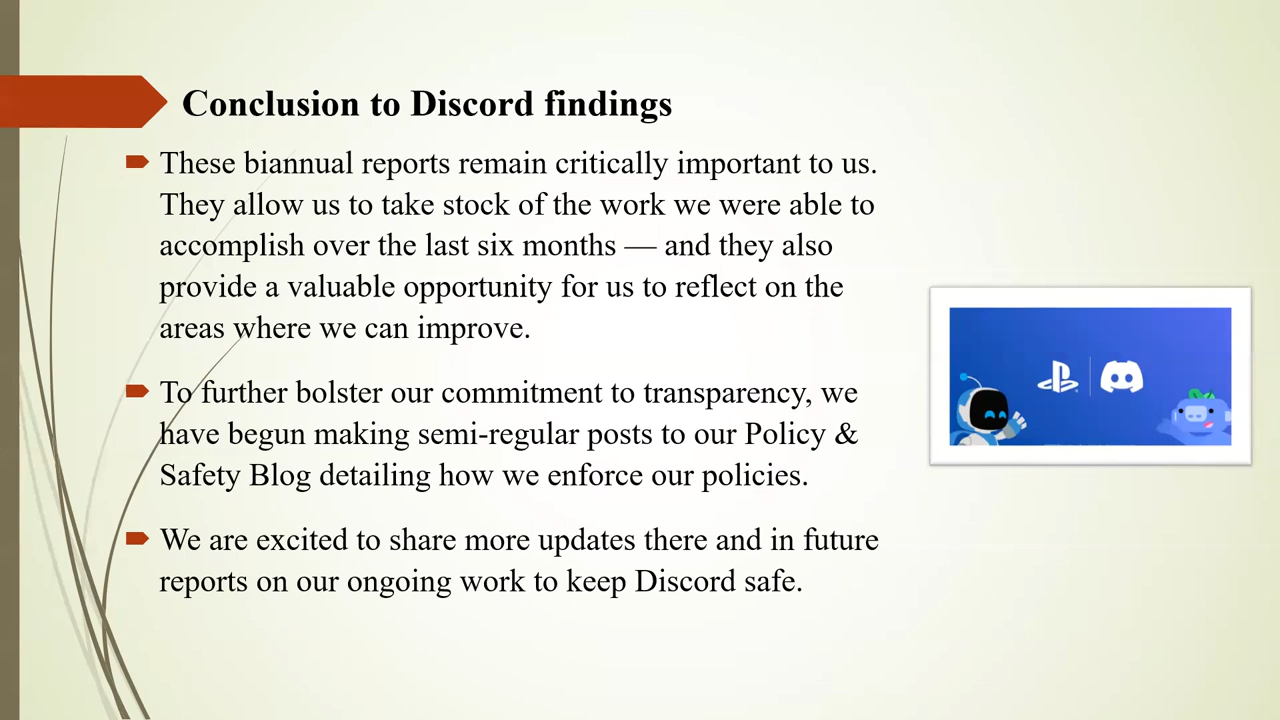 Conclusion to Discord findings
These biannual reports remain critically important to us.
They allow us to take stock of the work we were able to
accomplish over the last six months — and they also
provide a valuable opportunity for us to reflect on the
areas where we can improve.
To further bolster our commitment to transparency, we
have begun making semi-regular posts to our Policy &
Safety Blog detailing how we enforce our policies.
We are excited to share more updates there and in future
reports on our ongoing work to keep Discord safe.